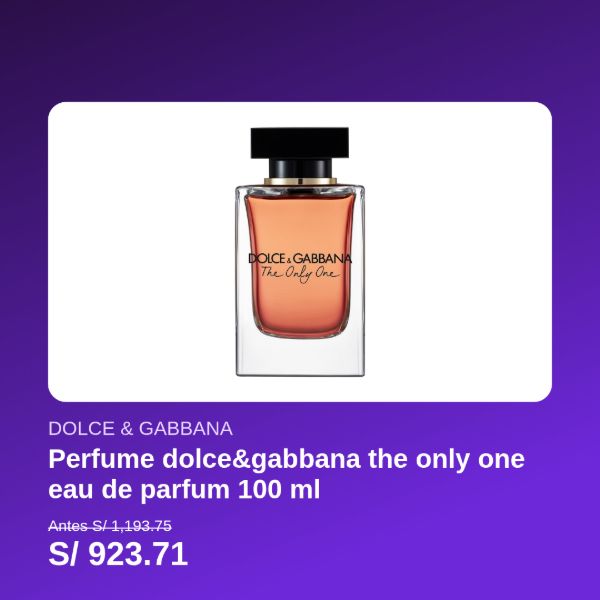 DOLCE & GABBANA
The Only One
DOLCE & GABBANA
Perfume dolce&gabbana the only one
eau de parfum 100 ml
Antes S/ 1,193.75
S/ 923.71